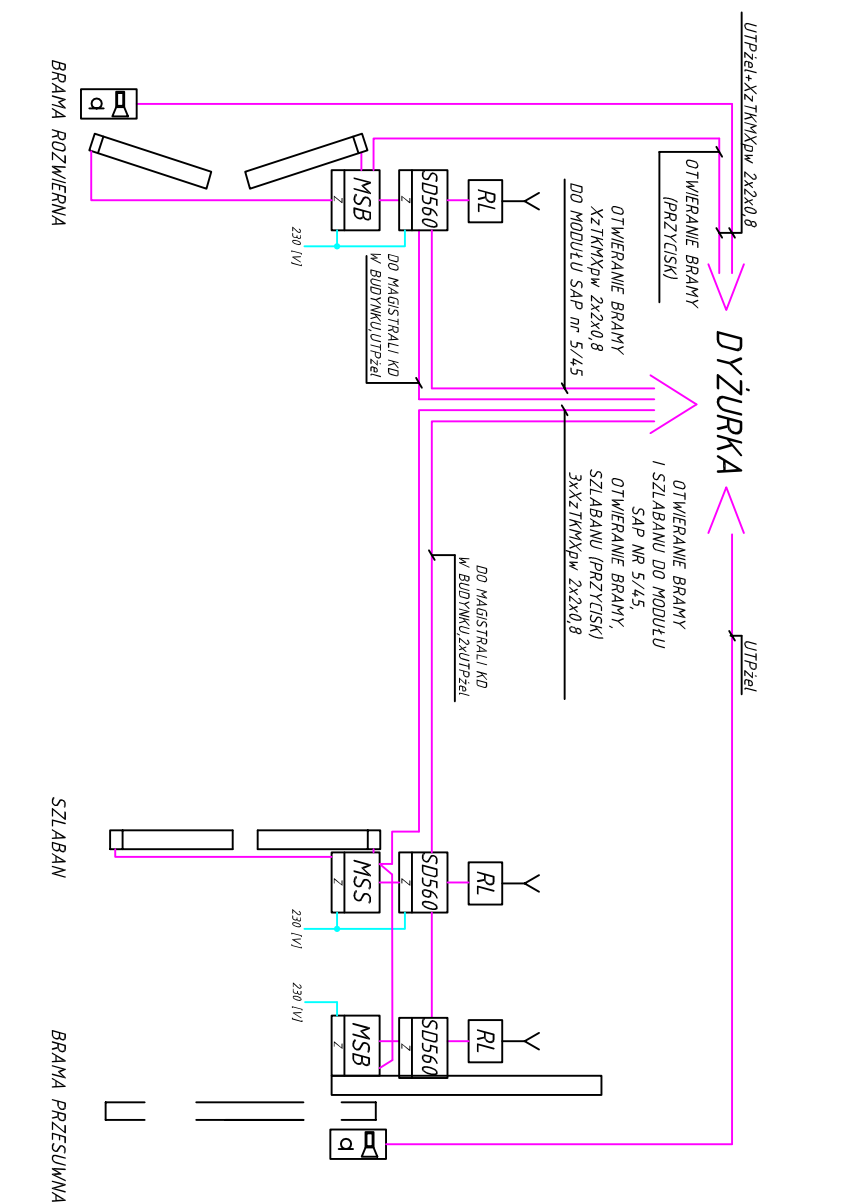 UTPżel+XzTKMXpw 2x2x0,8
OTWIERANIE BRAMY
(PRZYCISK)
DYŻURKA
UTPżel
OTWIERANIE BRAMY
XzTKMXpw 2x2x0,8
DO MODUŁU SAP nr 5/45
OTWIERANIE BRAMY
I SZLABANU DO MODUŁU
SAP NR 5/45,
OTWIERANIE BRAMY,
SZLABANU (PRZYCISK)
3xXzTKMXpw 2x2x0,8
RL
SD560
Z
MSB
Z
230 [V]
DO MAGISTRALI KD
W BUDYNKU,UTPżel
DO MAGISTRALI KD
W BUDYNKU,2xUTPżel
RL
SD560
Z
MSS
Z
230 [V]
RL
SD560
Z
MSB
Z
230 [V]
d
d
BRAMA ROZWIERNA
SZLABAN
BRAMA PRZESUWNA